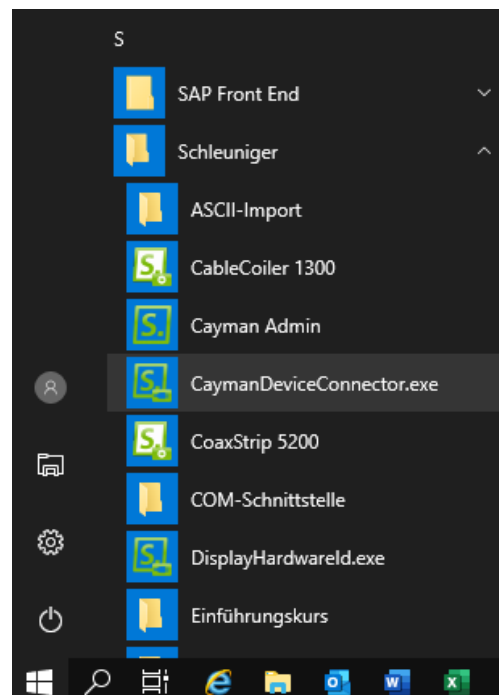 S
SAP Front End
Schleuniger
ASCII-Import
CableCoiler 1300
Cayman Admin
CaymanDeviceConnector.exe
CoaxStrip 5200
COM-Schnittstelle
DisplayHardwareId.exe
Einführungskurs